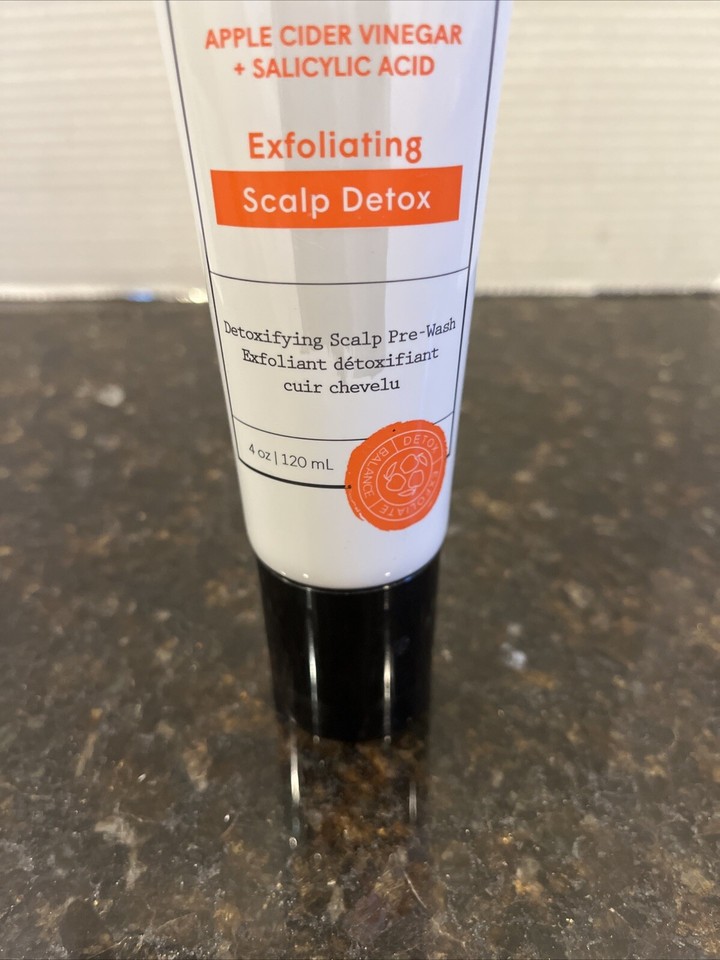 APPLE CIDER VINEGAR
+ SALICYLIC ACID
Exfoliating
Scalp Detox
Detoxifying Scalp Pre-Wash
Exfoliant détoxifiant
cuir chevelu
4 oz | 120 mL
DETOX | EXFOLIATE | BALANCE |